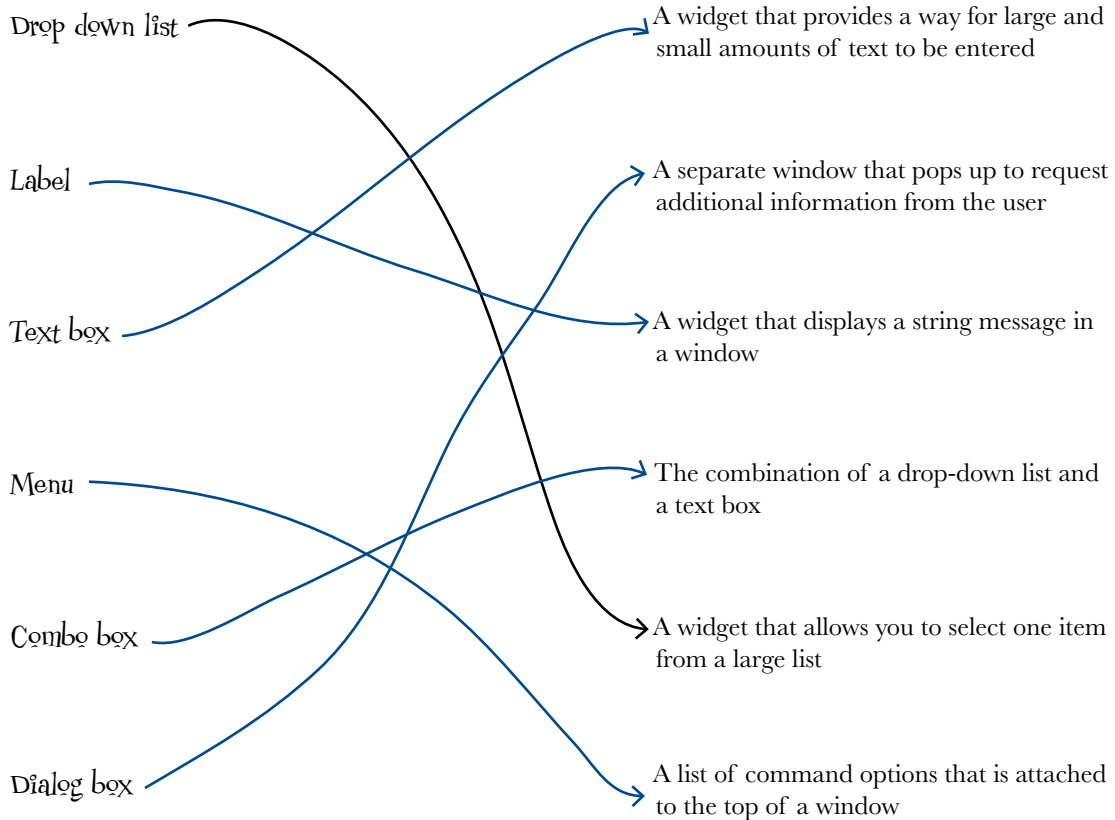 Drop down list
A widget that provides a way for large and
small amounts of text to be entered
Label
A separate window that pops up to request
additional information from the user
Text box
A widget that displays a string message in
a window
Menu
The combination of a drop-down list and
a text box
Combo box
A widget that allows you to select one item
from a large list
Dialog box
A list of command options that is attached
to the top of a window